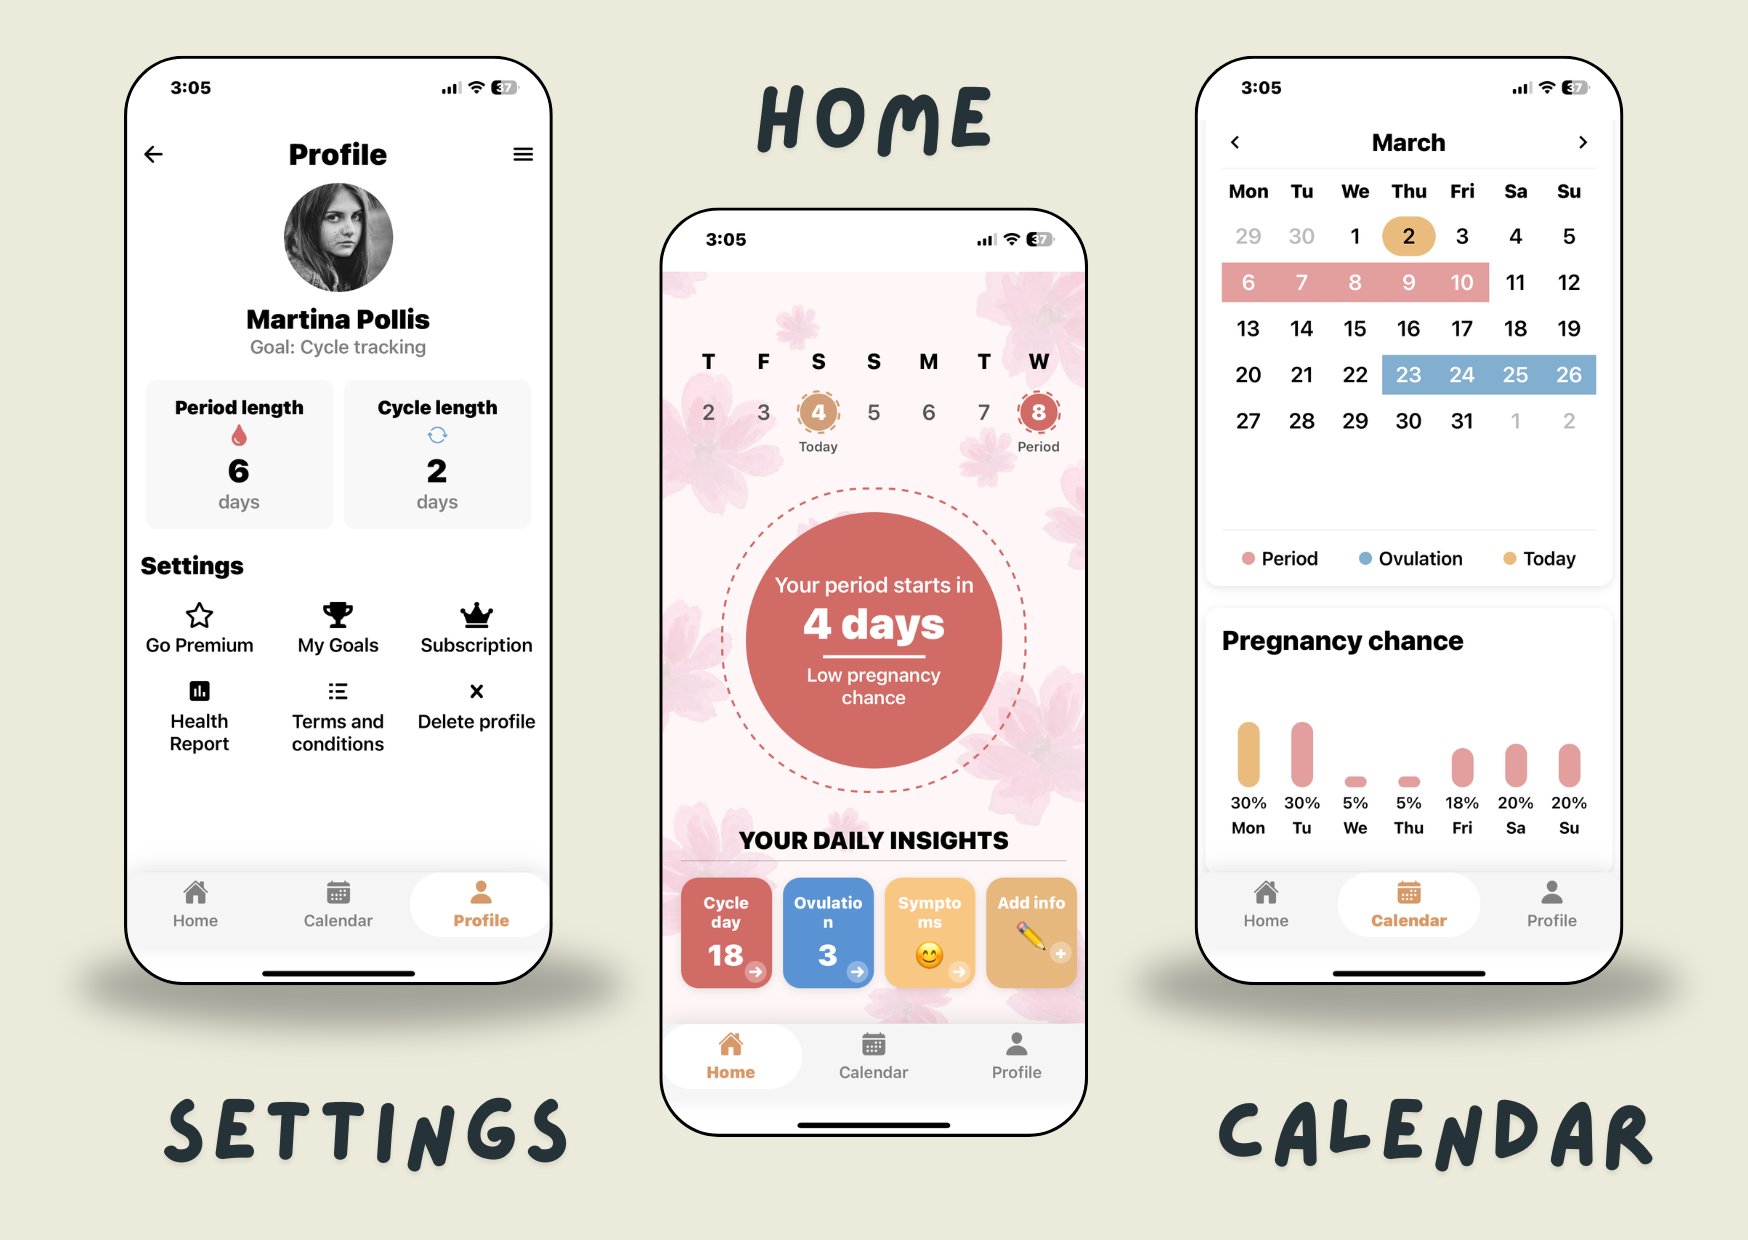 3:05
37
Profile
Martina Pollis
Goal: Cycle tracking
Period length
6
days
Cycle length
2
days
Settings
Go Premium
My Goals
Subscription
Health
Report
Terms and
conditions
Delete profile
Home
Calendar
Profile
SETTINGS
HOME
3:05
37
T F S S M T W
2 3 4 5 6 7 8
Today Period
Your period starts in
4 days
Low pregnancy
chance
YOUR DAILY INSIGHTS
Cycle
day
18
Ovulatio
n
3
Sympto
ms
Add info
Home
Calendar
Profile
3:05
37
March
Mon Tu We Thu Fri Sa Su
29 30 1 2 3 4 5
6 7 8 9 10 11 12
13 14 15 16 17 18 19
20 21 22 23 24 25 26
27 28 29 30 31 1 2
Period Ovulation Today
Pregnancy chance
30% 30% 5% 5% 18% 20% 20%
Mon Tu We Thu Fri Sa Su
Home
Calendar
Profile
CALENDAR